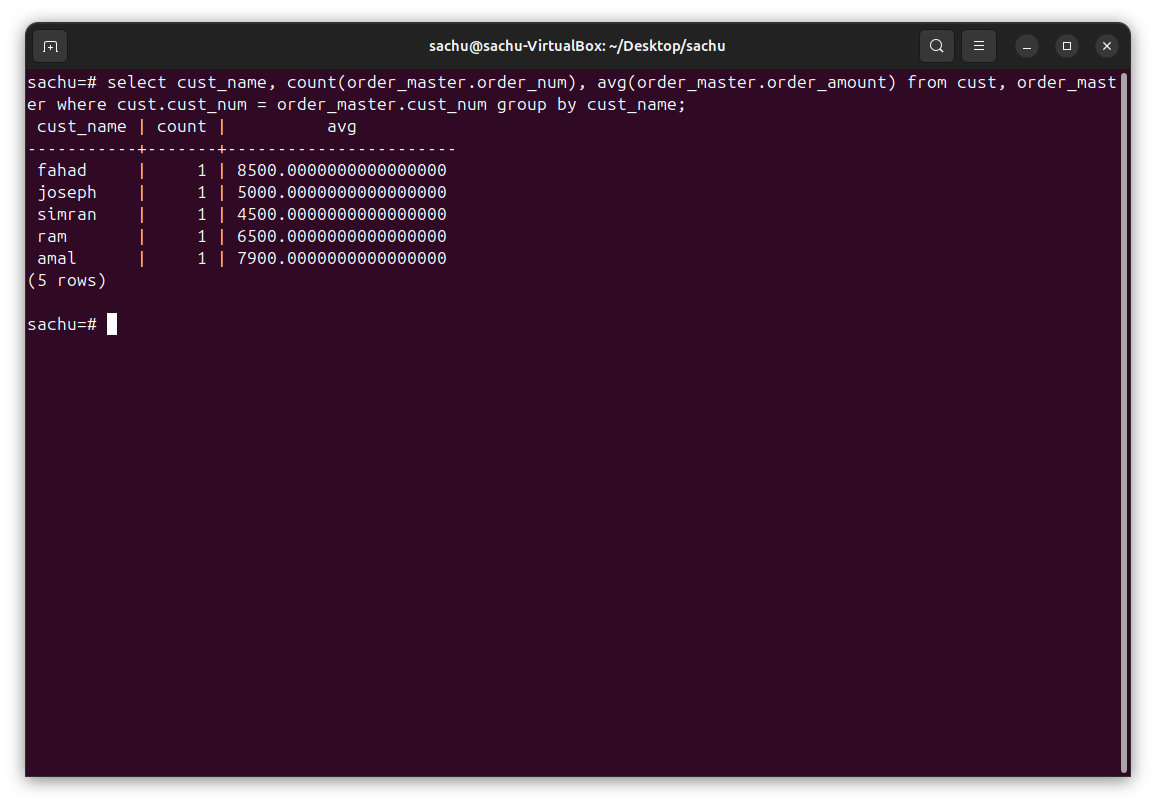 sachu@sachu-VirtualBox: ~/Desktop/sachu
sachu=# select cust_name, count(order_master.order_num), avg(order_master.order_amount) from cust, order_mast
er where cust.cust_num = order_master.cust_num group by cust_name;
 cust_name | count |          avg
-----------+-------+-----------------------
 fahad     |     1 | 8500.0000000000000000
 joseph    |     1 | 5000.0000000000000000
 simran    |     1 | 4500.0000000000000000
 ram       |     1 | 6500.0000000000000000
 amal      |     1 | 7900.0000000000000000
(5 rows)
sachu=#